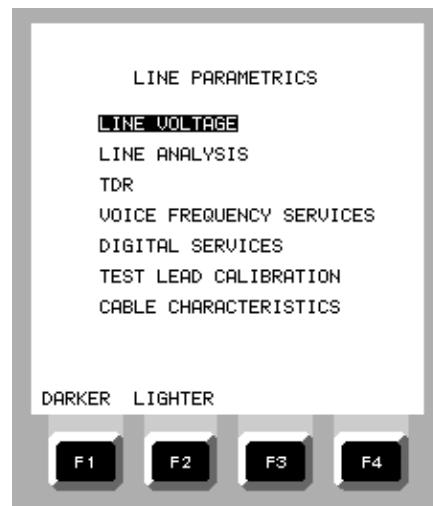 LINE PARAMETRICS
LINE VOLTAGE
LINE ANALYSIS
TDR
VOICE FREQUENCY SERVICES
DIGITAL SERVICES
TEST LEAD CALIBRATION
CABLE CHARACTERISTICS
DARKER LIGHTER
F1 F2 F3 F4